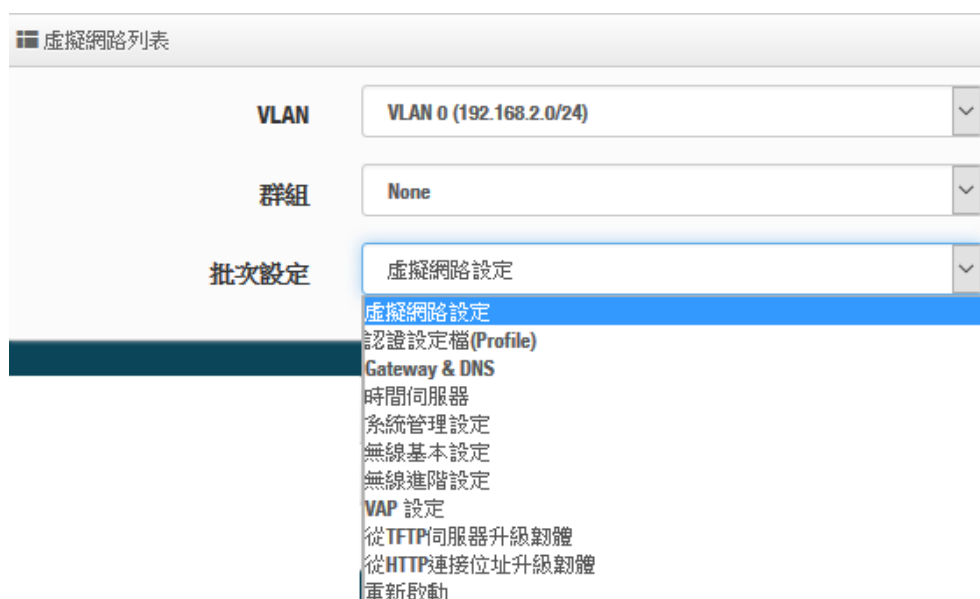 虛擬網路列表
VLAN
VLAN 0 (192.168.2.0/24)
群組
None
批次設定
虛擬網路設定
虛擬網路設定
認證設定檔(Profile)
Gateway & DNS
時間伺服器
系統管理設定
無線基本設定
無線進階設定
VAP 設定
從TFTP伺服器升級韌體
從HTTP連接位址升級韌體
重新啟動